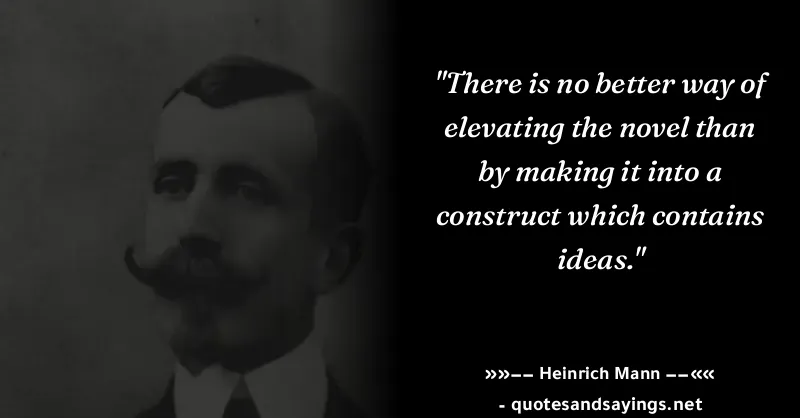 "There is no better way of
elevating the novel than
by making it into a
construct which contains
ideas."
»»−− Heinrich Mann −−««
- quotesandsayings.net